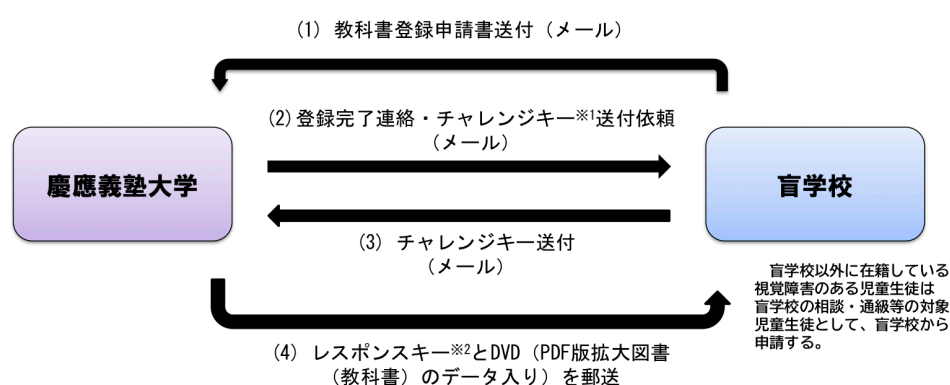 (1) 教科書登録申請書送付（メール）
(2)登録完了連絡・チャレンジキー※1送付依頼
（メール）
慶應義塾大学
盲学校
(3) チャレンジキー送付
（メール）
盲学校以外に在籍している
視覚障害のある児童生徒は
盲学校の相談・通級等の対象
児童生徒として、盲学校から
申請する。
(4) レスポンスキー※2とDVD（PDF版拡大図書
（教科書）のデータ入り）を郵送